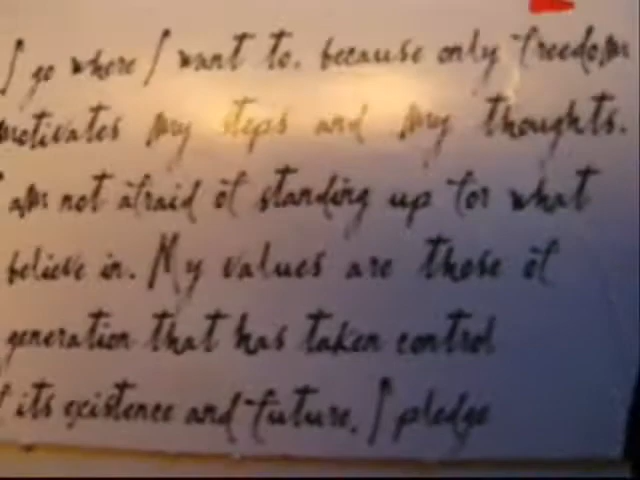 I go where I want to. because only freedom
motivates my steps and my thoughts.
I am not afraid of standing up for what
believe in. My values are those of
generation that has taken control
f its existence and future. I pledge